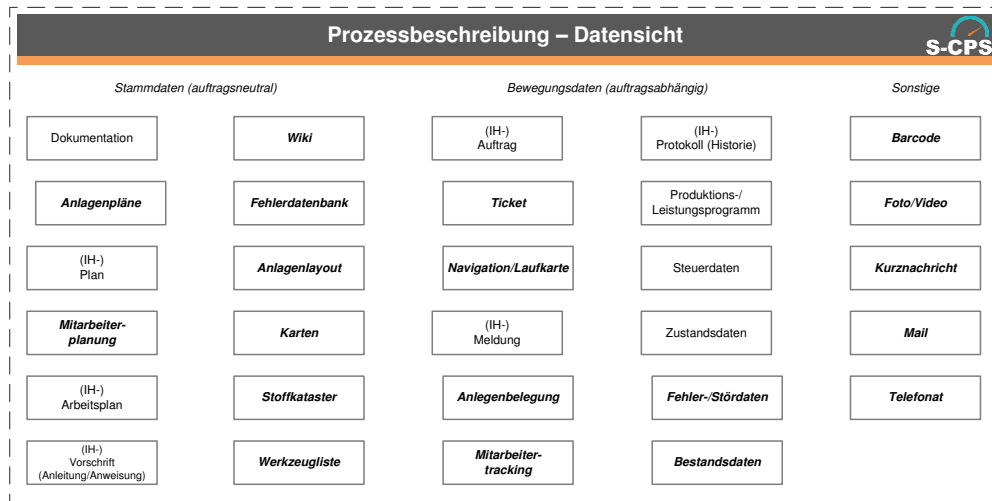 Prozessbeschreibung – Datensicht
S-CPS
Stammdaten (auftragsneutral)
Bewegungsdaten (auftragsabhängig)
Sonstige
Dokumentation
Wiki
(IH-)
Auftrag
(IH-)
Protokoll (Historie)
Barcode
Anlagenpläne
Fehlerdatenbank
Ticket
Produktions-/
Leistungsprogramm
Foto/Video
(IH-)
Plan
Anlagenlayout
Navigation/Laufkarte
Steuerdaten
Kurznachricht
Mitarbeiter-
planung
Karten
(IH-)
Meldung
Zustandsdaten
Mail
(IH-)
Arbeitsplan
Stoffkataster
Anlegenbelegung
Fehler-/Stördaten
Telefonat
(IH-)
Vorschrift
(Anleitung/Anweisung)
Werkzeugliste
Mitarbeiter-
tracking
Bestandsdaten